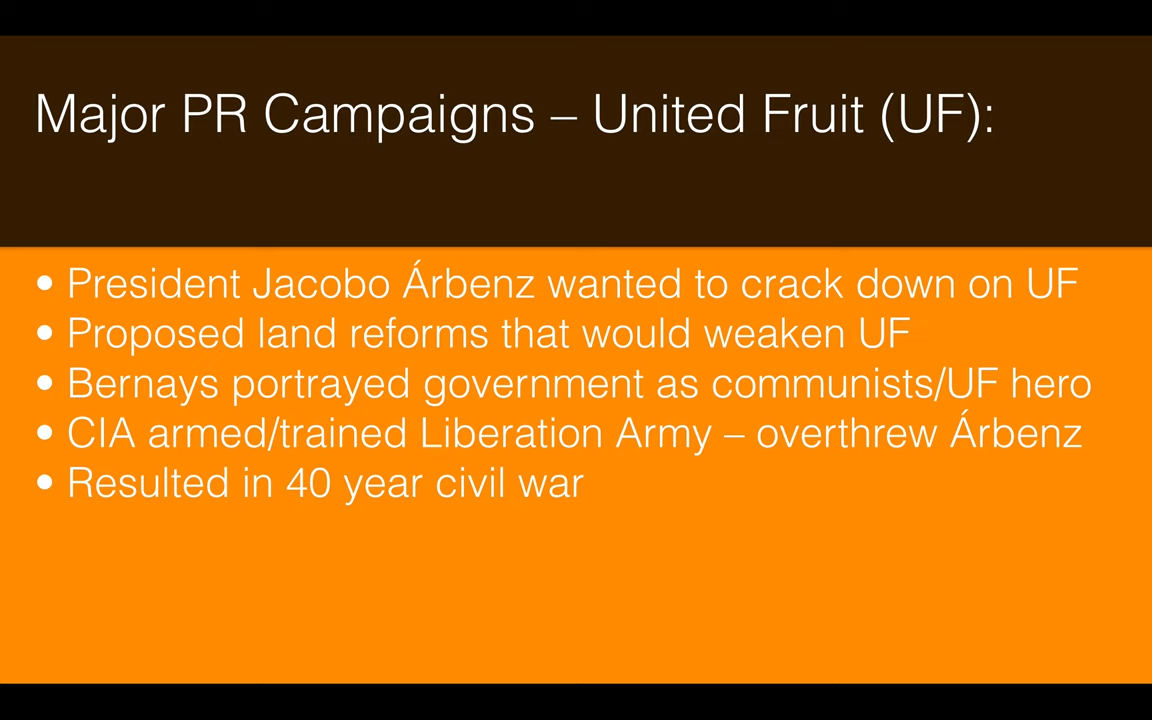 Major PR Campaigns – United Fruit (UF):
• President Jacobo Árbenz wanted to crack down on UF
• Proposed land reforms that would weaken UF
• Bernays portrayed government as communists/UF hero
• CIA armed/trained Liberation Army – overthrew Árbenz
• Resulted in 40 year civil war